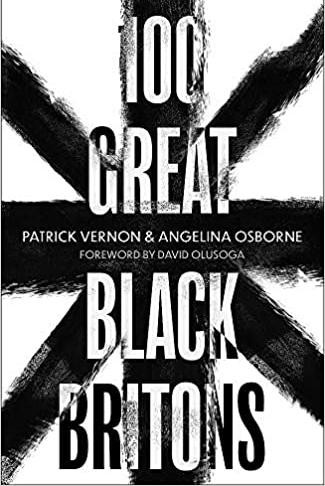 100
GREAT
PATRICK VERNON & ANGELINA OSBORNE
FOREWORD BY DAVID OLUSOGA
BLACK
BRITONS